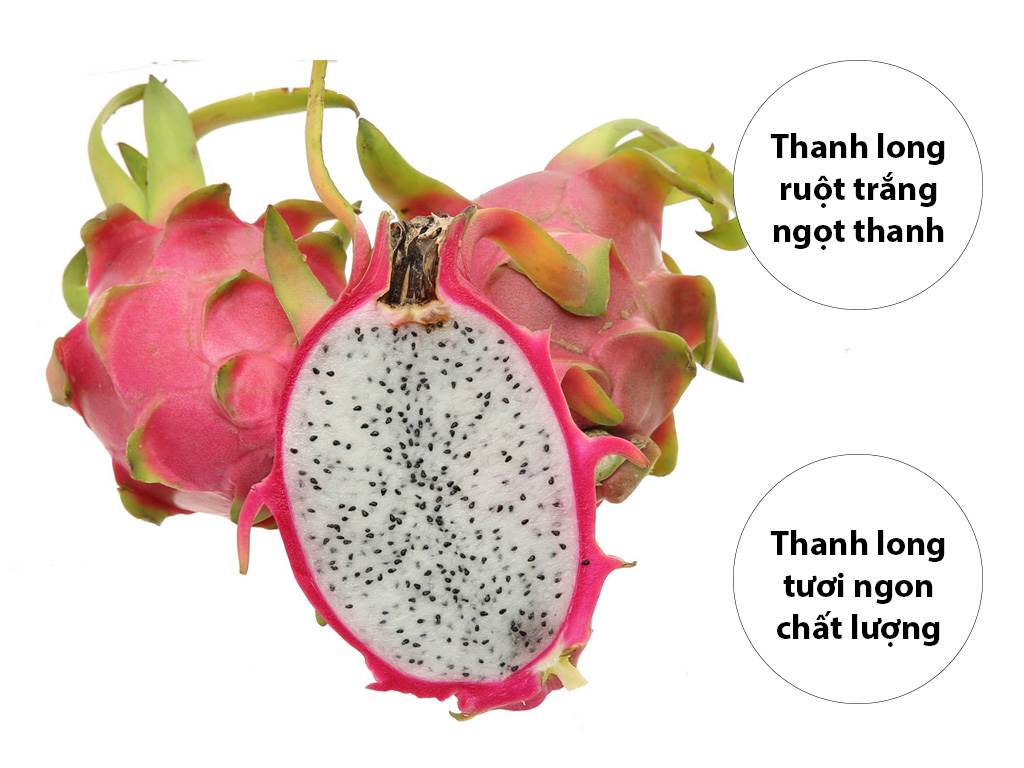 Thanh long
ruột trắng
ngọt thanh
Thanh long
tươi ngon
chất lượng